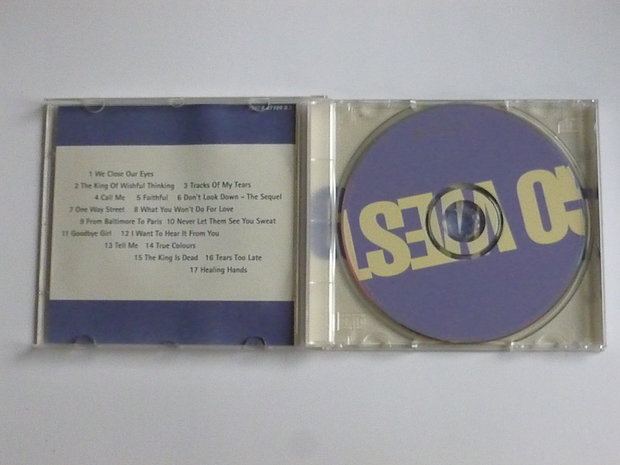 1 We Close Our Eyes
2 The King Of Wishful Thinking 3 Tracks Of My Tears
4 Call Me 5 Faithful 6 Don't Look Down - The Sequel
7 One Way Street 8 What You Won't Do For Love
9 From Baltimore To Paris 10 Never Let Them See You Sweat
11 Goodbye Girl 12 I Want To Hear It From You
13 Tell Me 14 True Colours
15 The King Is Dead 16 Tears Too Late
17 Healing Hands
GO WEST